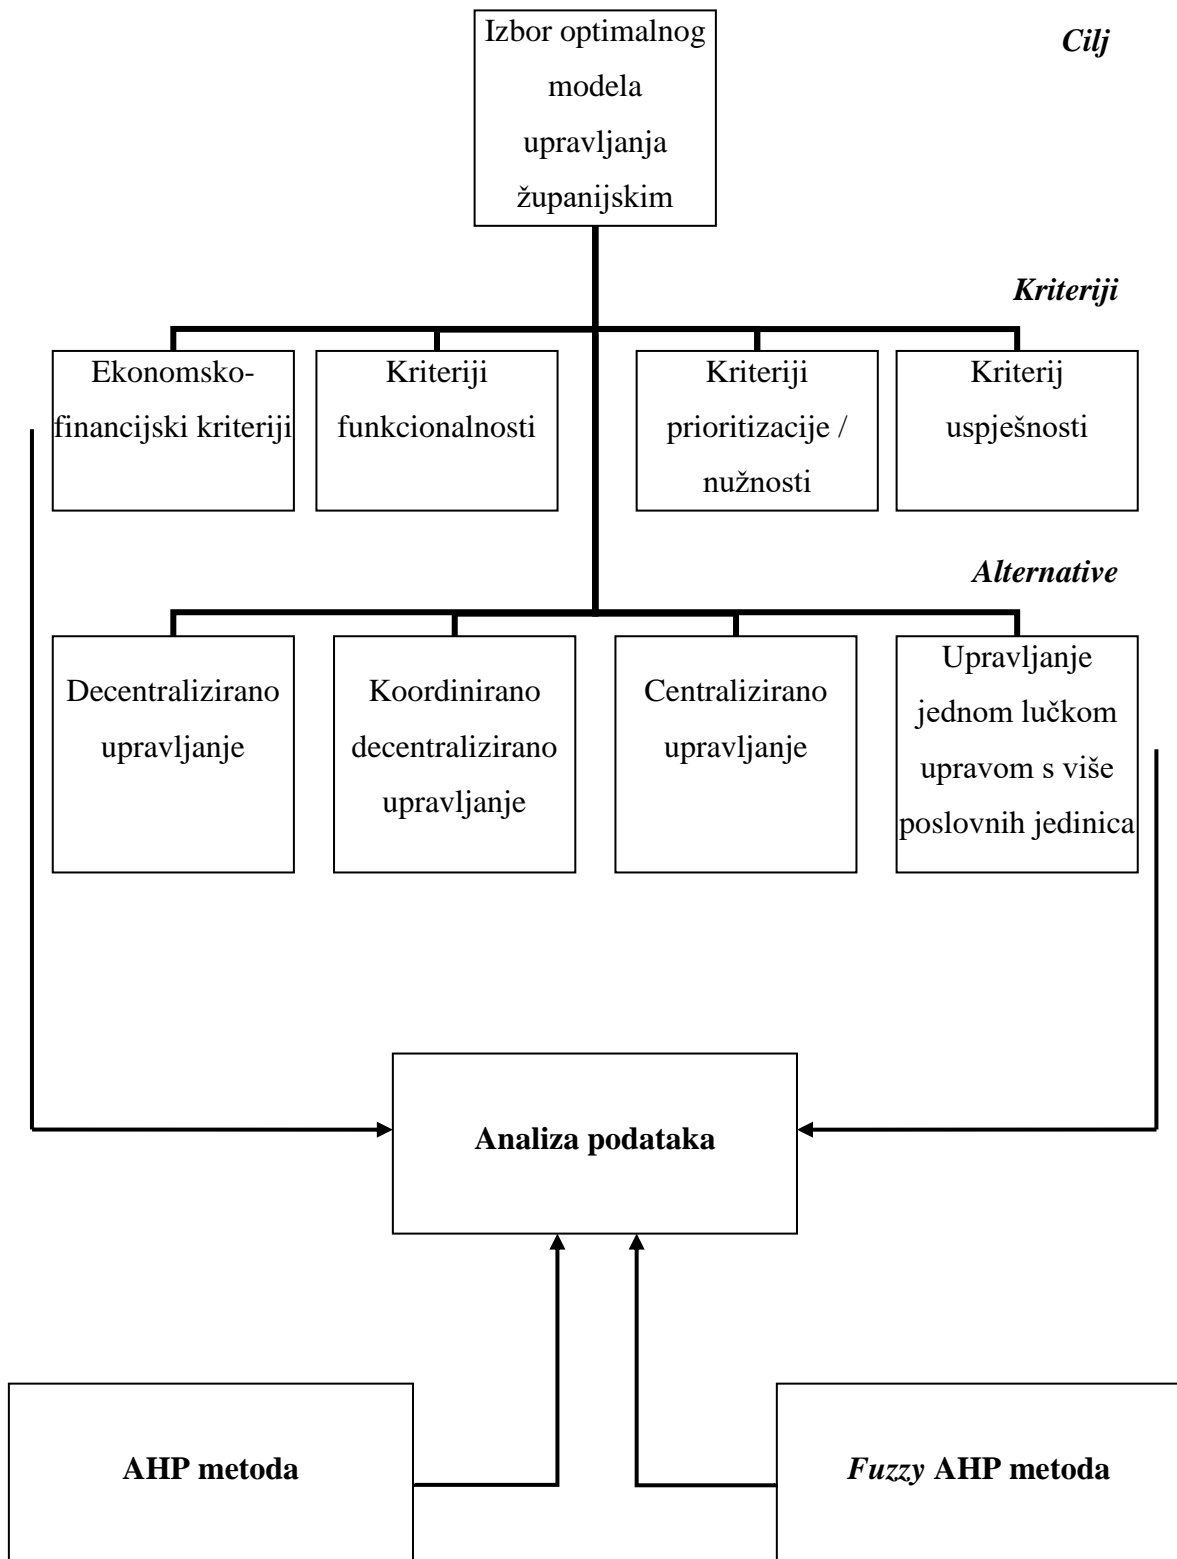 Izbor optimalnog
modela
upravljanja
županijskim
Cilj
Kriteriji
Ekonomsko-
financijski kriteriji
Kriteriji
funkcionalnosti
Kriteriji
prioritizacije /
nužnosti
Kriterij
uspješnosti
Alternative
Decentralizirano
upravljanje
Koordinirano
decentralizirano
upravljanje
Centralizirano
upravljanje
Upravljanje
jednom lučkom
upravom s više
poslovnih jedinica
Analiza podataka
AHP metoda
Fuzzy AHP metoda